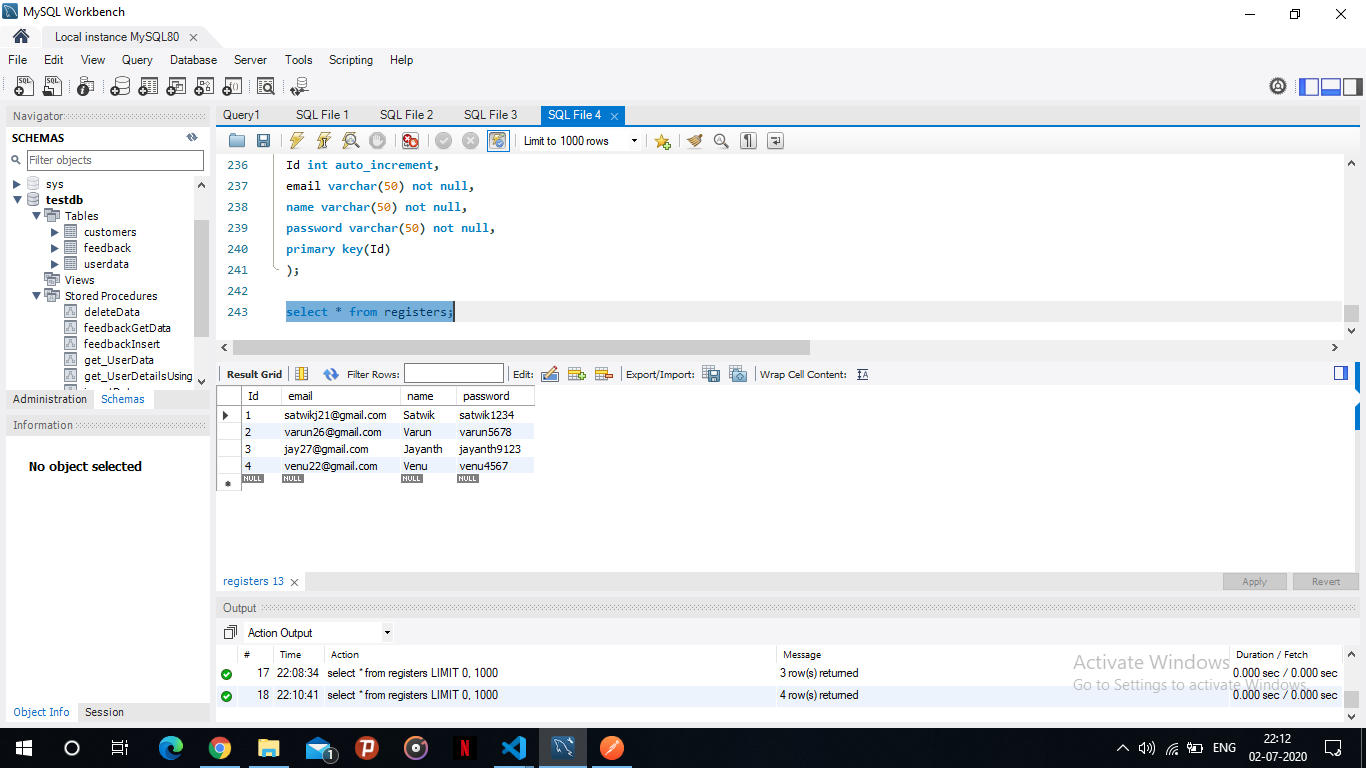 MySQL Workbench
Local instance MySQL80
File Edit View Query Database Server Tools Scripting Help
Navigator
SCHEMAS
Filter objects
sys
testdb
Tables
customers
feedback
userdata
Views
Stored Procedures
deleteData
feedbackGetData
feedbackInsert
get_UserData
get_UserDetailsUsing
Administration Schemas
Information
No object selected
Object Info Session
Query1 SQL File 1 SQL File 2 SQL File 3 SQL File 4
Limit to 1000 rows
236 Id int auto_increment,
237 email varchar(50) not null,
238 name varchar(50) not null,
239 password varchar(50) not null,
240 primary key(Id)
241 );
242
243 select * from registers;
Result Grid Filter Rows: Edit: Export/Import: Wrap Cell Content:
Id email name password
1 satwikj21@gmail.com Satwik satwik1234
2 varun26@gmail.com Varun varun5678
3 jay27@gmail.com Jayanth jayanth9123
4 venu22@gmail.com Venu venu4567
NULL NULL NULL NULL
registers 13
Apply Revert
Output
Action Output
# Time Action Message Duration / Fetch
17 22:08:34 select * from registers LIMIT 0, 1000 3 row(s) returned 0.000 sec / 0.000 sec
18 22:10:41 select * from registers LIMIT 0, 1000 4 row(s) returned 0.000 sec / 0.000 sec
Activate Windows
Go to Settings to activate Windows.
1
ENG
22:12
02-07-2020